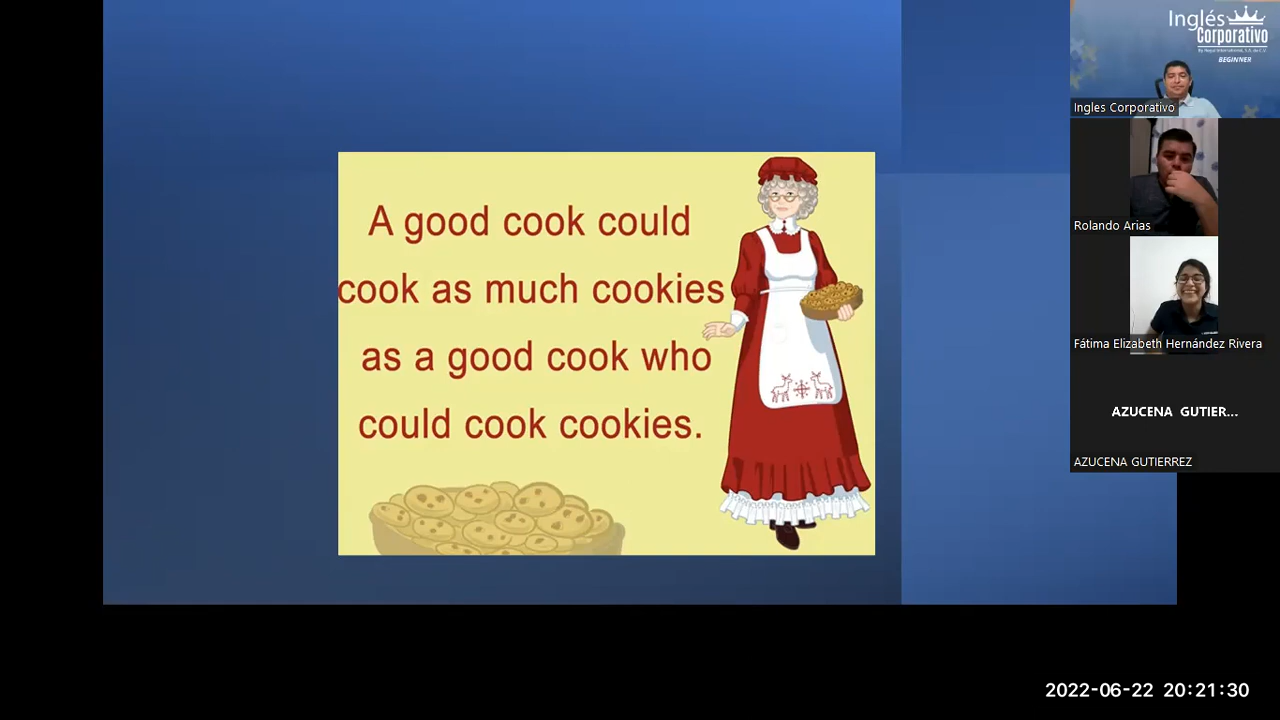 A good cook could
cook as much cookies
as a good cook who
could cook cookies.
Inglés
Corporativo
BEGINNER
Ingles Corporativo
Rolando Arias
Fátima Elizabeth Hernández Rivera
AZUCENA GUTIER...
AZUCENA GUTIERREZ
2022-06-22 20:21:30